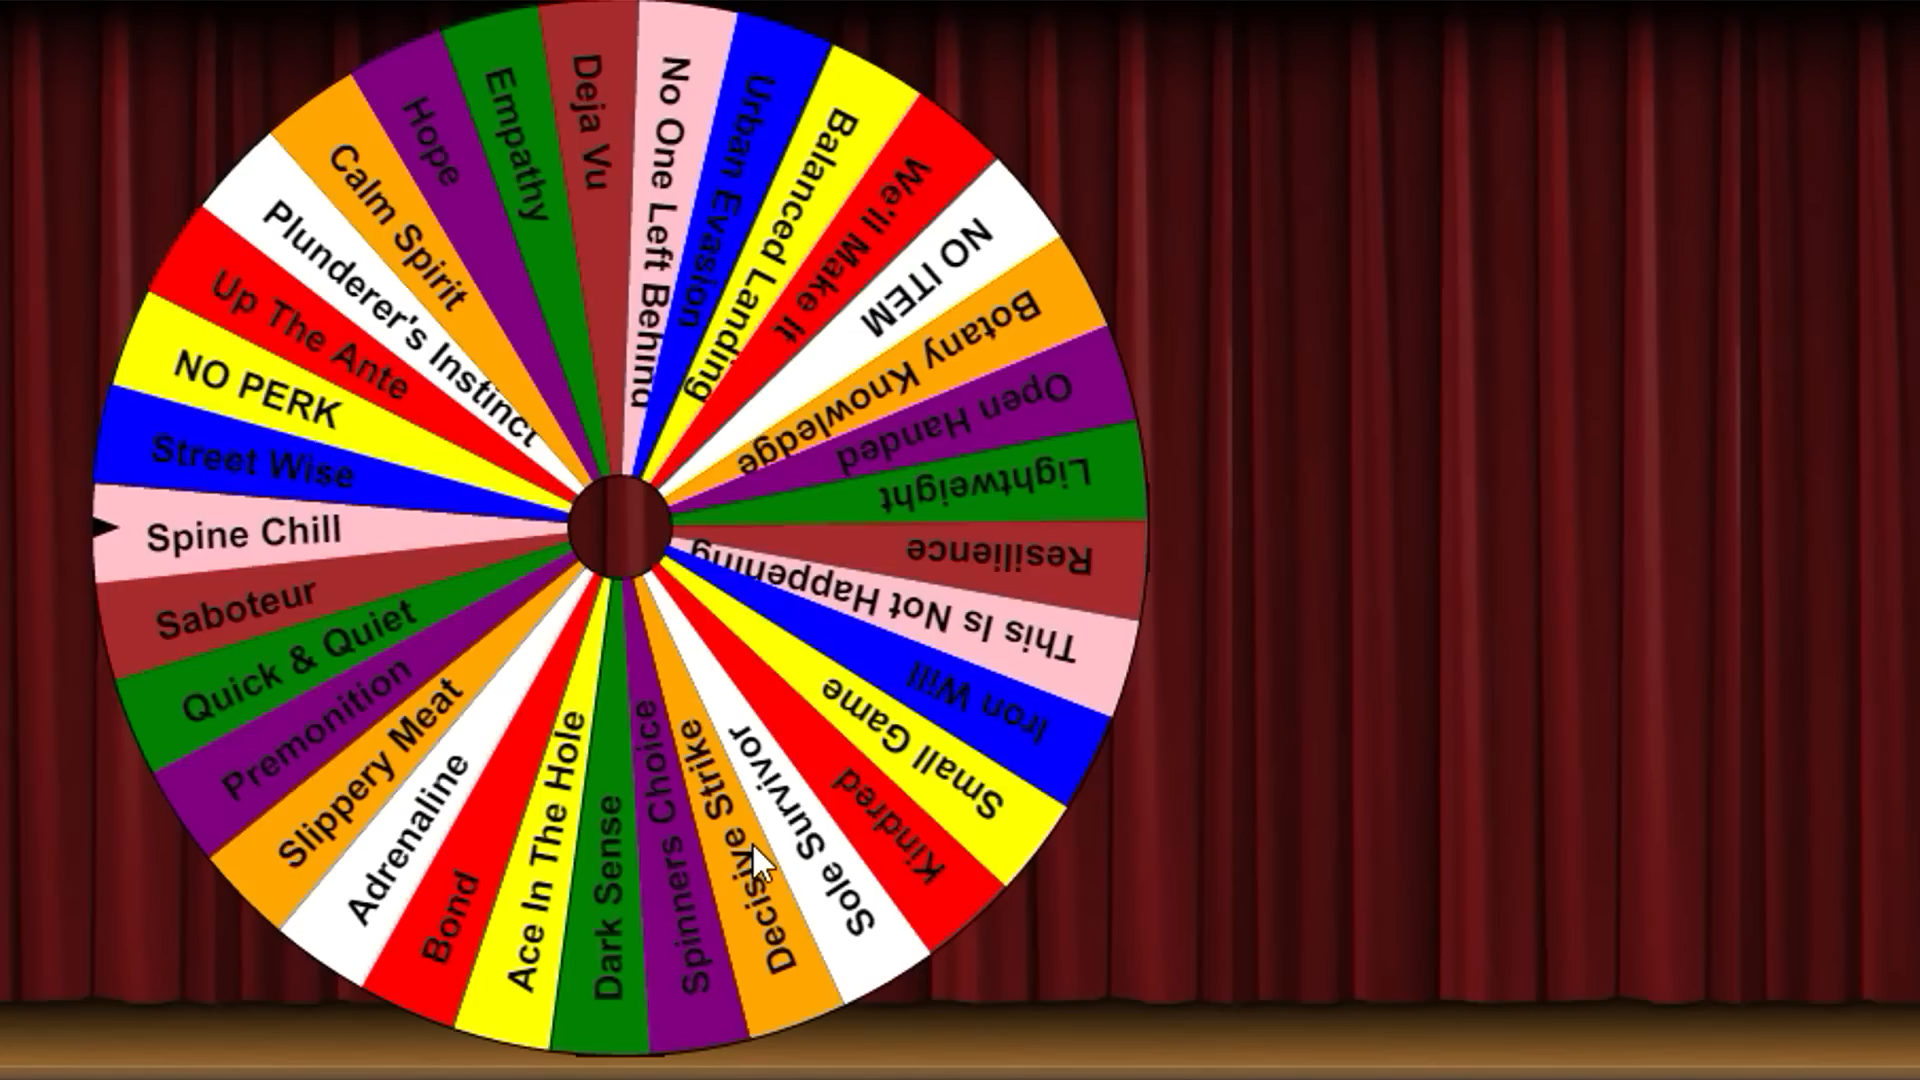 No One Left Behind
Urban Evasion
Balanced Landing
We'll Make It
NO ITEM
Botany Knowledge
Open Handed
Lightweight
Resilience
This Is Not Happening
Iron Will
Small Game
Kindred
Sole Survivor
Decisive Strike
Spinners Choice
Dark Sense
Ace In The Hole
Bond
Adrenaline
Slippery Meat
Premonition
Quick & Quiet
Saboteur
Spine Chill
Street Wise
NO PERK
Up The Ante
Plunderer's Instinct
Calm Spirit
Hope
Empathy
Deja Vu